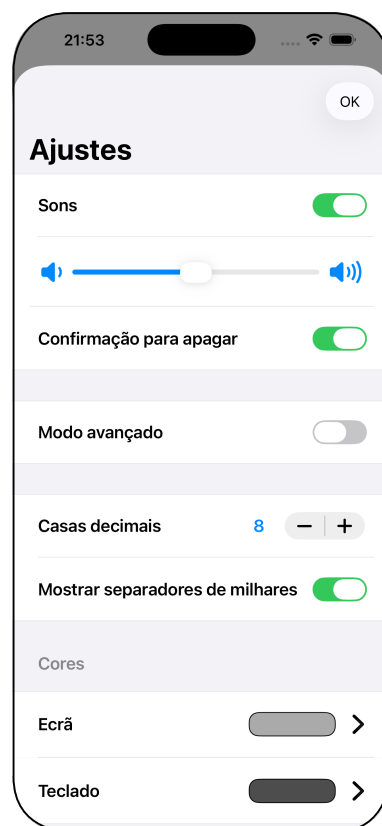 21:53
OK
Ajustes
Sons
Confirmação para apagar
Modo avançado
Casas decimais 8 − +
Mostrar separadores de milhares
Cores
Ecrã
Teclado